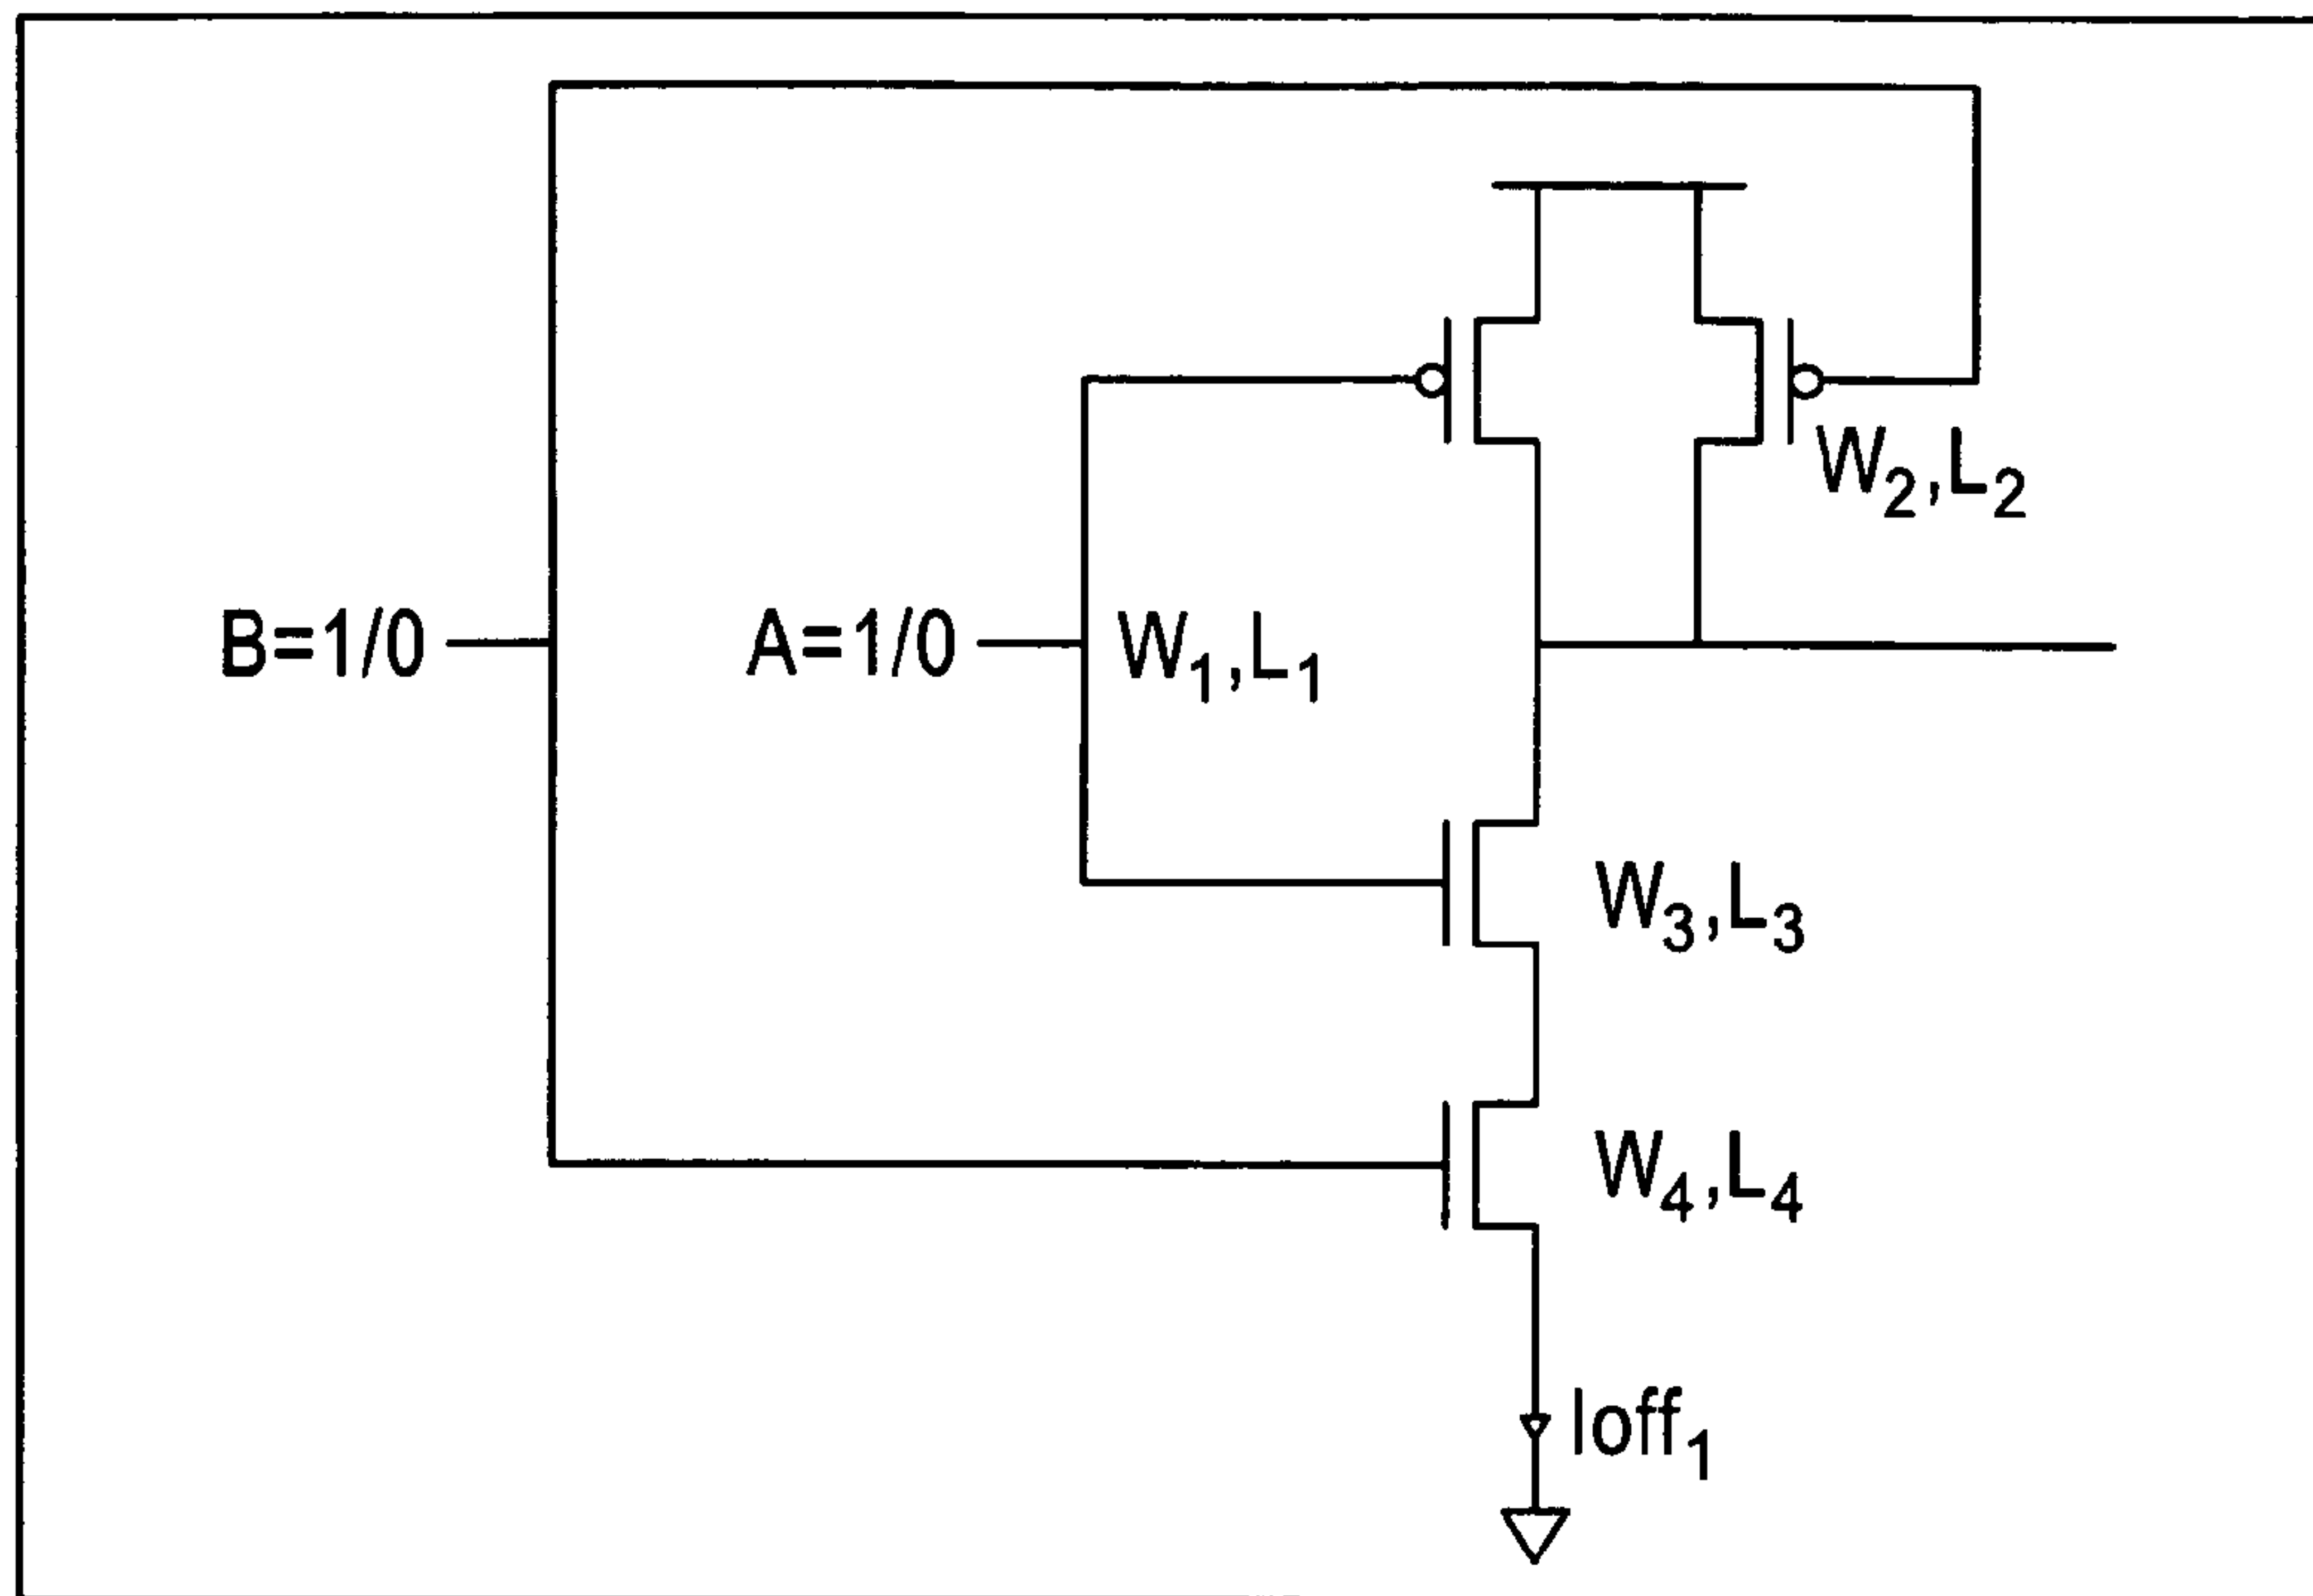 W₂,L₂
B=1/0
A=1/0
W₁,L₁
W₃,L₃
W₄,L₄
Ioff₁